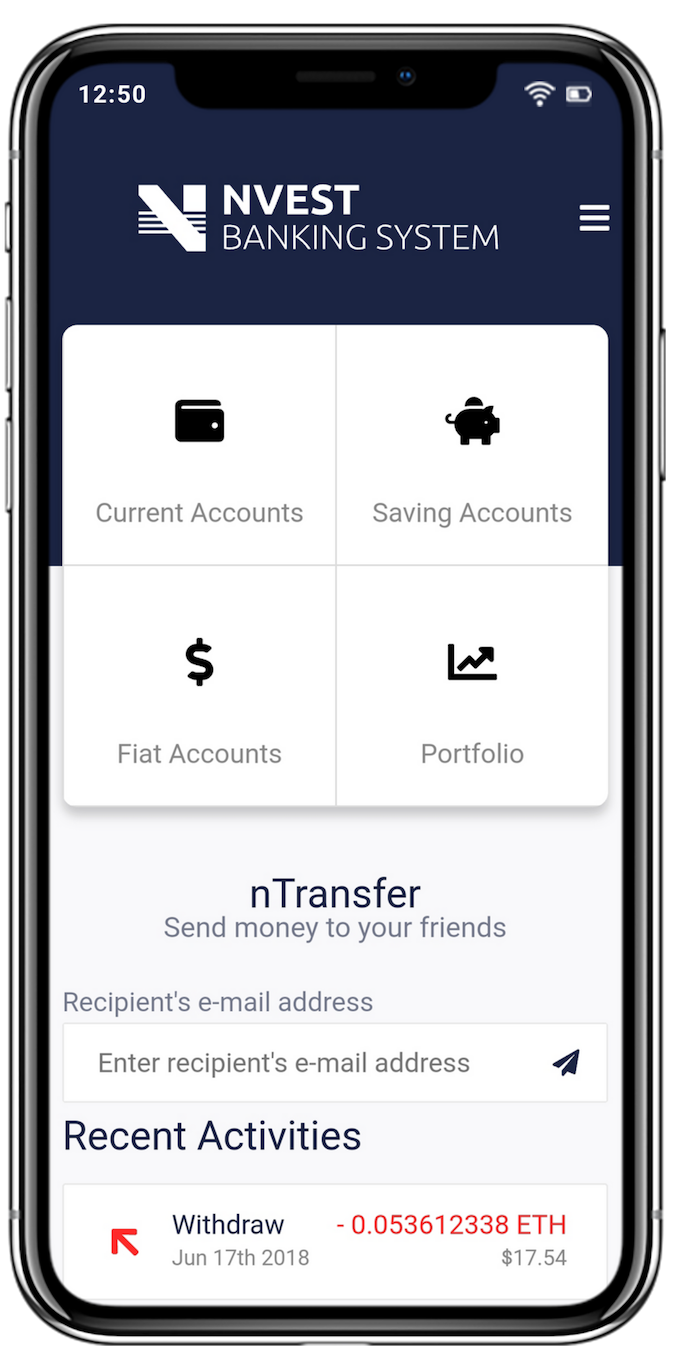 12:50
NVEST
BANKING SYSTEM
Current Accounts
Saving Accounts
Fiat Accounts
Portfolio
nTransfer
Send money to your friends
Recipient's e-mail address
Enter recipient's e-mail address
Recent Activities
Withdraw - 0.053612338 ETH
Jun 17th 2018 $17.54